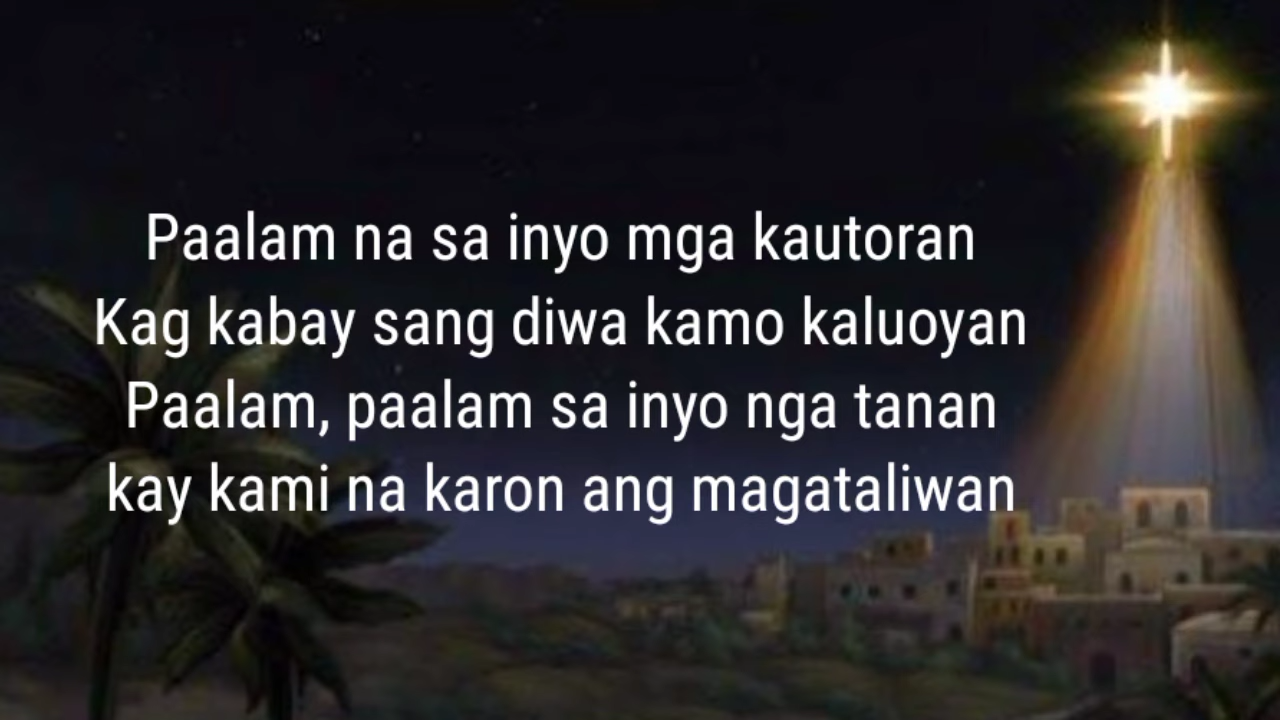 Paalam na sa inyo mga kautoran
Kag kabay sang diwa kamo kaluoyan
Paalam, paalam sa inyo nga tanan
kay kami na karon ang magataliwan